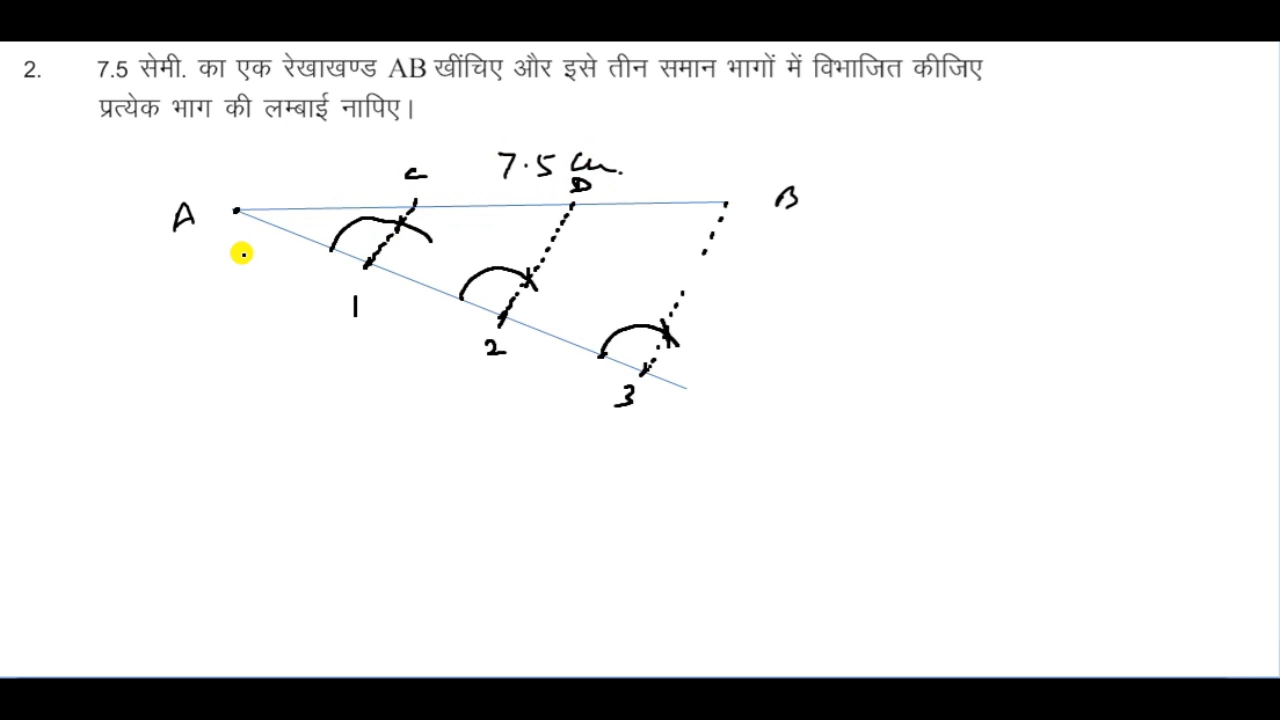 2. 7.5 सेमी. का एक रेखाखण्ड AB खींचिए और इसे तीन समान भागों में विभाजित कीजिए
प्रत्येक भाग की लम्बाई नापिए।
7.5 cm.
A C D B
1
2
3